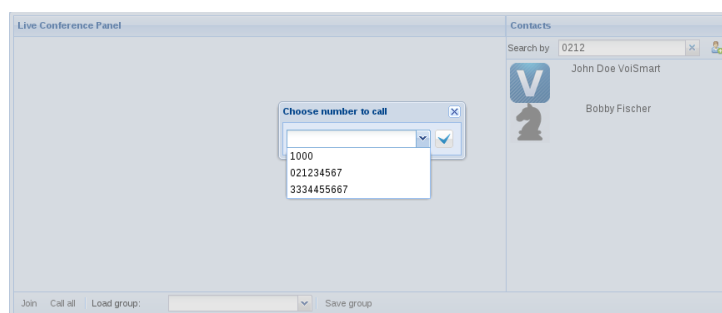 Live Conference Panel
Contacts
Search by 0212
John Doe VoiSmart
Bobby Fischer
Choose number to call
1000
021234567
3334455667
Join Call all Load group: Save group